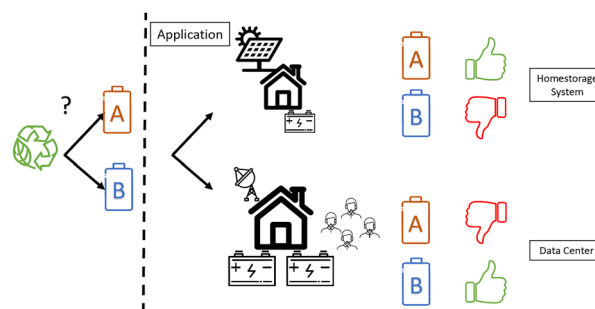 Application
?
A
B
A
B
Homestorage
System
A
B
Data Center